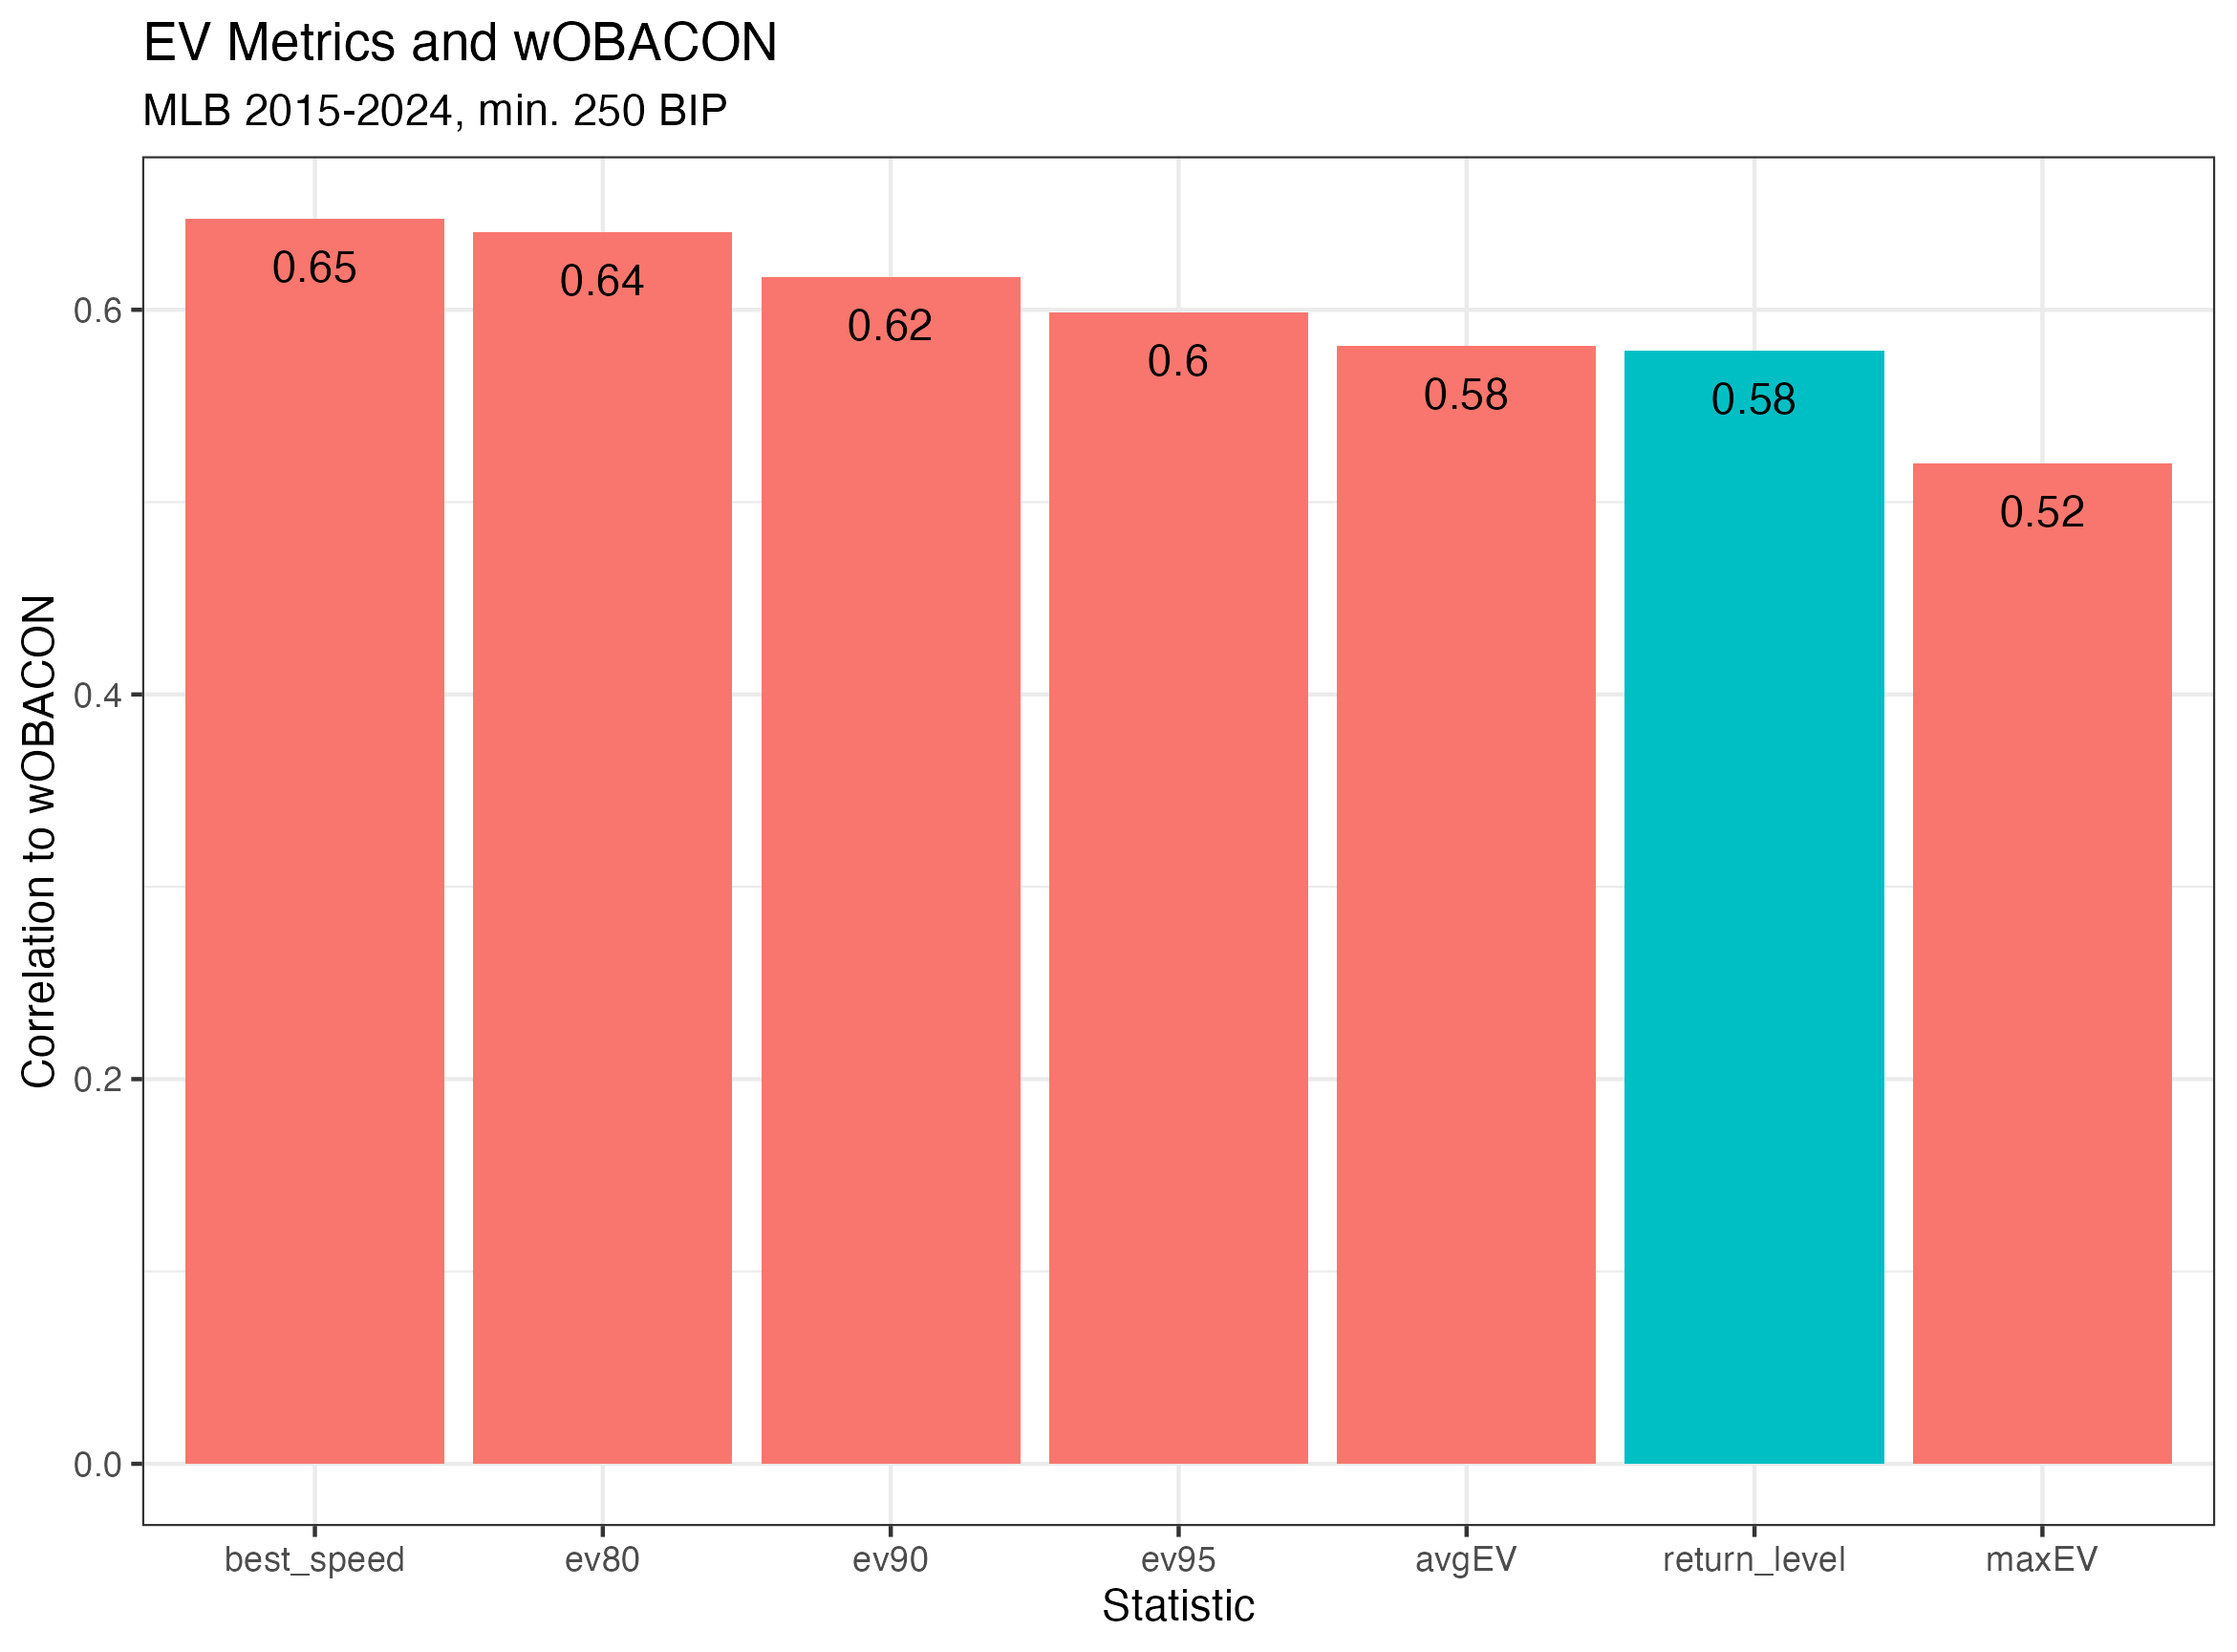 EV Metrics and wOBACON
MLB 2015-2024, min. 250 BIP
Correlation to wOBACON
0.6
0.4
0.2
0.0
0.65
0.64
0.62
0.6
0.58
0.58
0.52
best_speed
ev80
ev90
ev95
avgEV
return_level
maxEV
Statistic